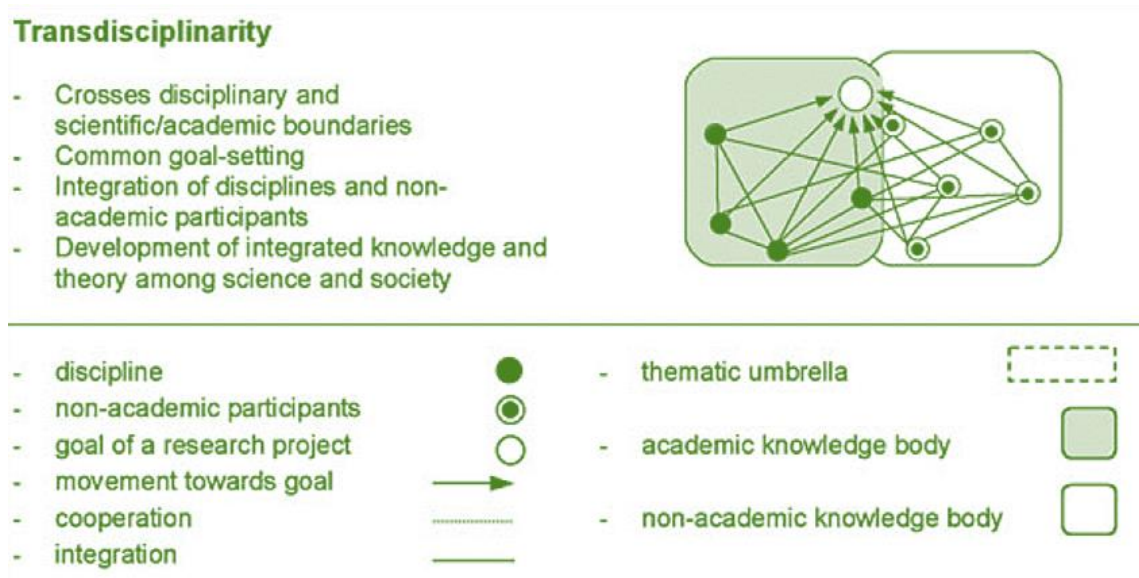 Transdisciplinarity
- Crosses disciplinary and
scientific/academic boundaries
- Common goal-setting
- Integration of disciplines and non-
academic participants
- Development of integrated knowledge and
theory among science and society
- discipline
- non-academic participants
- goal of a research project
- movement towards goal
- cooperation
- integration
- thematic umbrella
- academic knowledge body
- non-academic knowledge body